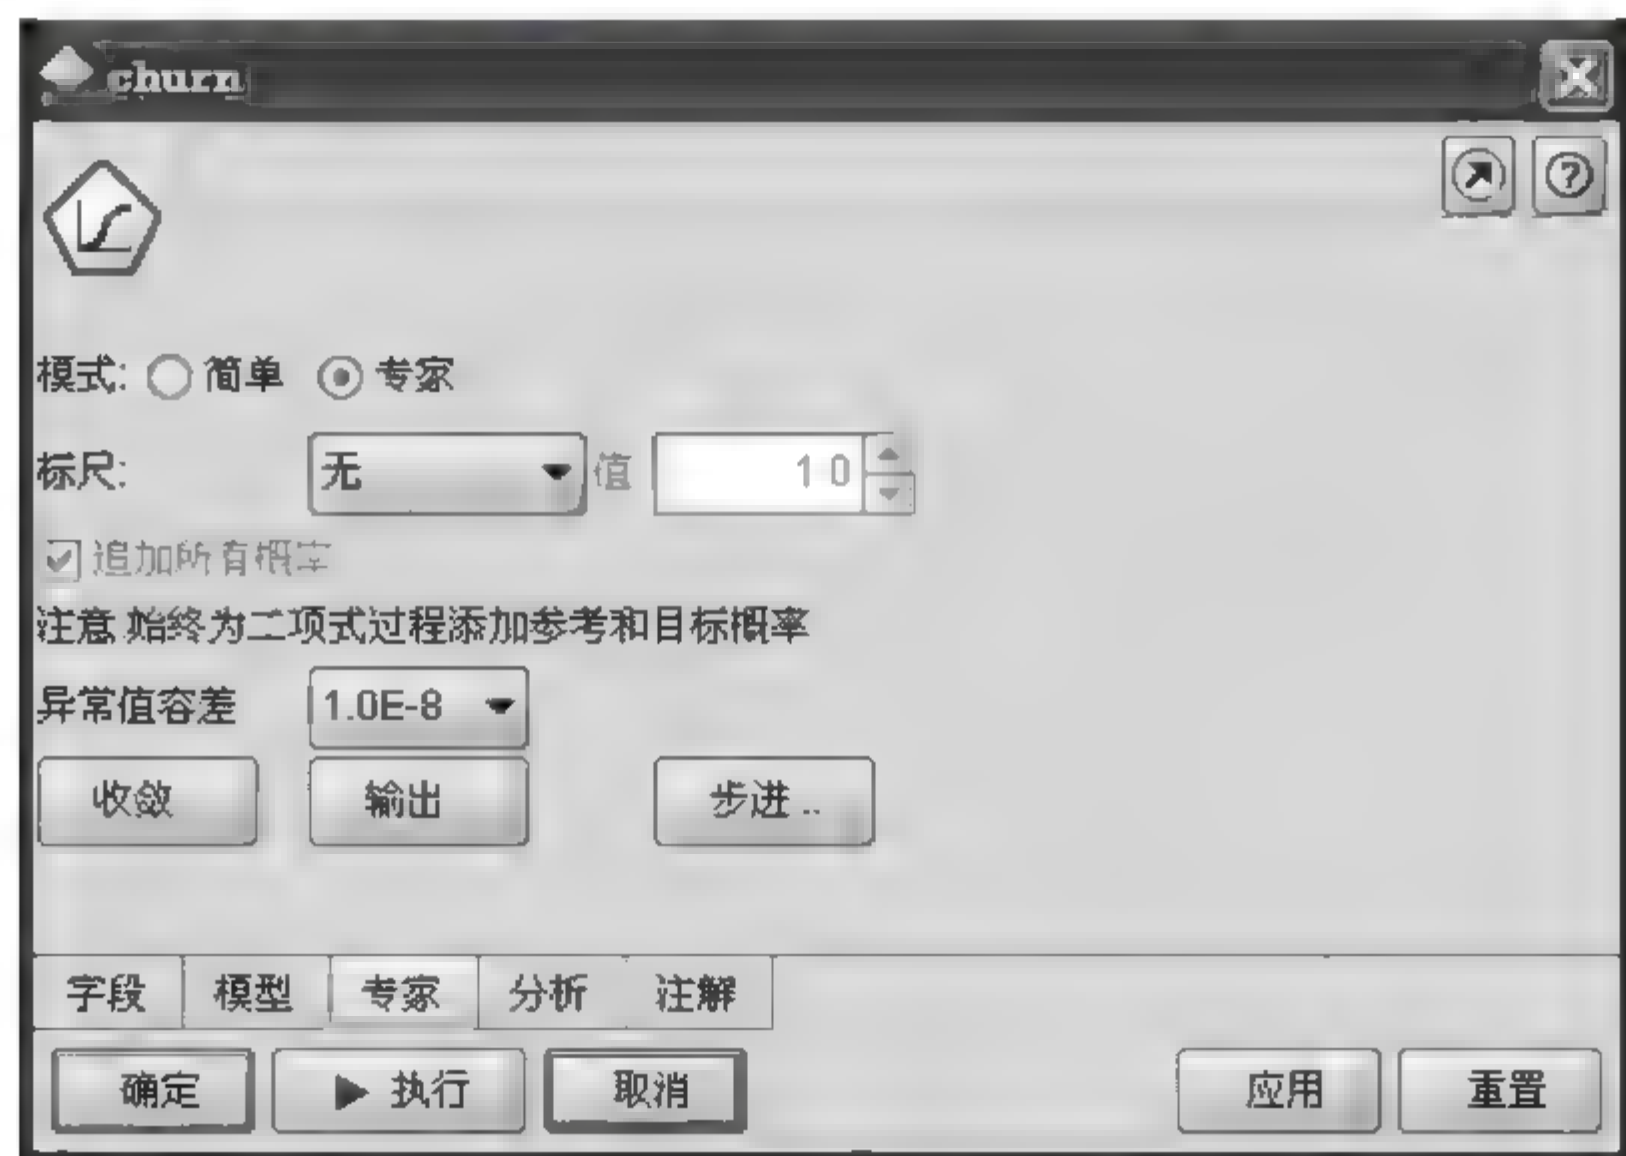 churn
模式: 简单 专家
标尺: 无 值 1 0
追加所有概率
注意 始终为二项式过程添加参考和目标概率
异常值容差 1.0E-8
收敛 输出 步进 ..
字段 模型 专家 分析 注解
确定 执行 取消 应用 重置